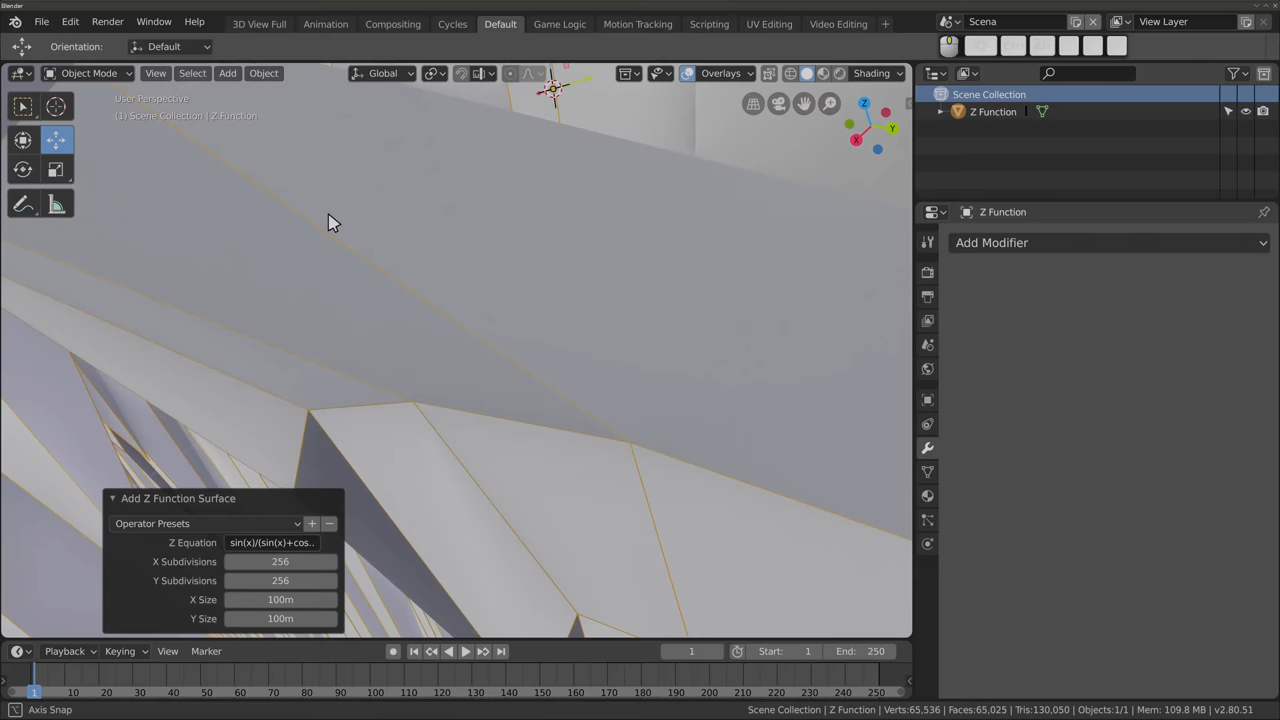 Blender
File Edit Render Window Help
3D View Full Animation Compositing Cycles Default Game Logic Motion Tracking Scripting UV Editing Video Editing +
Scena View Layer
Orientation: Default
Object Mode View Select Add Object Global Overlays Shading
User Perspective
(1) Scene Collection | Z Function
Z
Y
X
Scene Collection
Z Function
Z Function
Add Modifier
Add Z Function Surface
Operator Presets
Z Equation sin(x)/(sin(x)+cos..
X Subdivisions 256
Y Subdivisions 256
X Size 100m
Y Size 100m
Playback Keying View Marker 1 Start: 1 End: 250
1 10 20 30 40 50 60 70 80 90 100 110 120 130 140 150 160 170 180 190 200 210 220 230 240 250
Axis Snap
Scene Collection | Z Function | Verts:65,536 | Faces:65,025 | Tris:130,050 | Objects:1/1 | Mem: 109.8 MB | v2.80.51